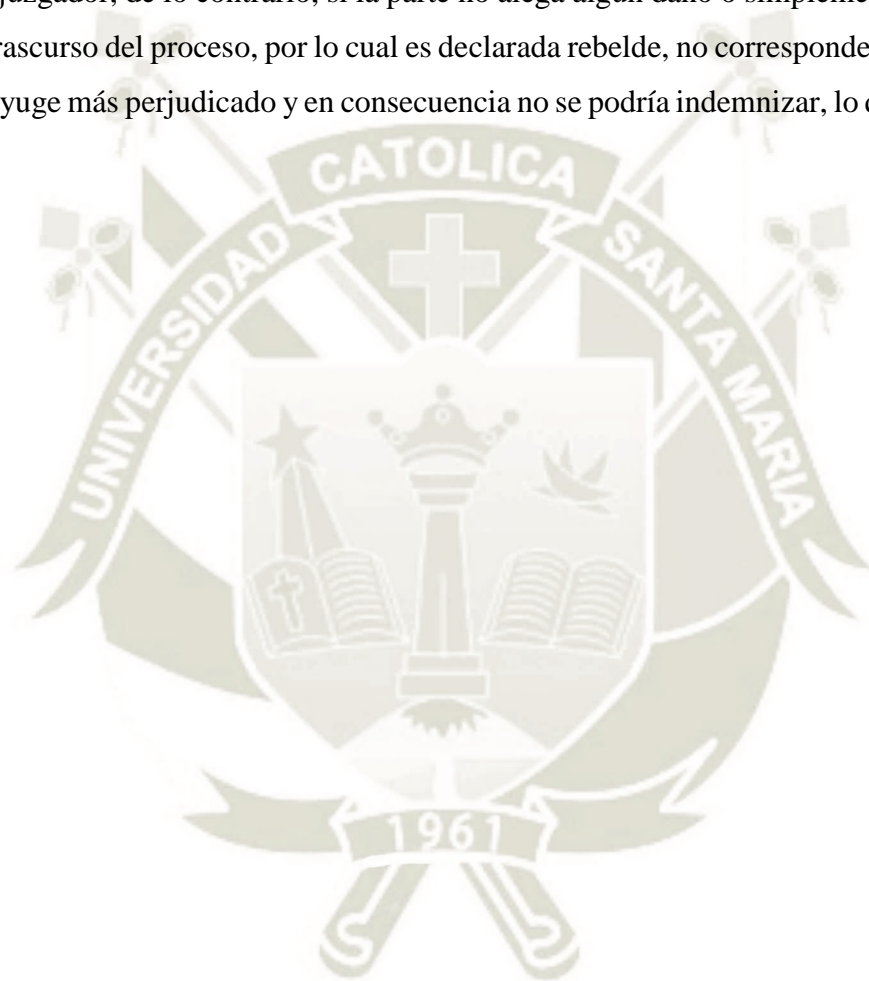 juzgador, de lo contrario, si la parte no alega algún daño o simplemen
rascurso del proceso, por lo cual es declarada rebelde, no corresponde
yuge más perjudicado y en consecuencia no se podría indemnizar, lo
CATOLICA
UNIVERSIDAD
SANTA MARIA
1961